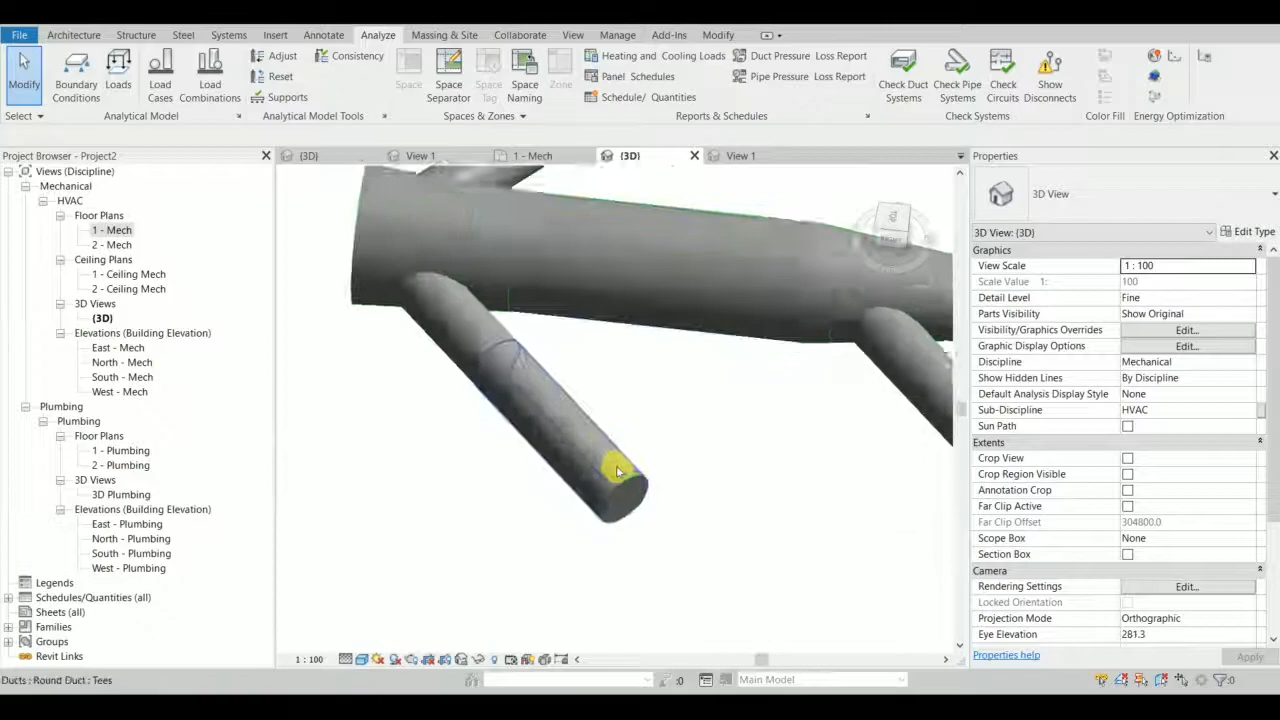 File Architecture Structure Steel Systems Insert Annotate Analyze Massing & Site Collaborate View Manage Add-Ins Modify
Modify
Boundary Conditions
Loads
Load Cases
Load Combinations
Adjust
Reset
Supports
Consistency
Space
Space Separator
Space Tag
Space Naming
Zone
Heating and Cooling Loads
Panel Schedules
Schedule/ Quantities
Duct Pressure Loss Report
Pipe Pressure Loss Report
Check Duct Systems
Check Pipe Systems
Check Circuits
Show Disconnects
Select
Analytical Model
Analytical Model Tools
Spaces & Zones
Reports & Schedules
Check Systems
Color Fill
Energy Optimization
Project Browser - Project2
{3D}
View 1
1 - Mech
{3D}
View 1
Properties
Views (Discipline)
Mechanical
HVAC
Floor Plans
1 - Mech
2 - Mech
Ceiling Plans
1 - Ceiling Mech
2 - Ceiling Mech
3D Views
{3D}
Elevations (Building Elevation)
East - Mech
North - Mech
South - Mech
West - Mech
Plumbing
Plumbing
Floor Plans
1 - Plumbing
2 - Plumbing
3D Views
3D Plumbing
Elevations (Building Elevation)
East - Plumbing
North - Plumbing
South - Plumbing
West - Plumbing
Legends
Schedules/Quantities (all)
Sheets (all)
Families
Groups
Revit Links
3D View
3D View: {3D} Edit Type
Graphics
View Scale 1 : 100
Scale Value 1: 100
Detail Level Fine
Parts Visibility Show Original
Visibility/Graphics Overrides Edit...
Graphic Display Options Edit...
Discipline Mechanical
Show Hidden Lines By Discipline
Default Analysis Display Style None
Sub-Discipline HVAC
Sun Path
Extents
Crop View
Crop Region Visible
Annotation Crop
Far Clip Active
Far Clip Offset 304800.0
Scope Box None
Section Box
Camera
Rendering Settings Edit...
Locked Orientation
Projection Mode Orthographic
Eye Elevation 281.3
Properties help Apply
1 : 100
Ducts : Round Duct : Tees :0 Main Model :0